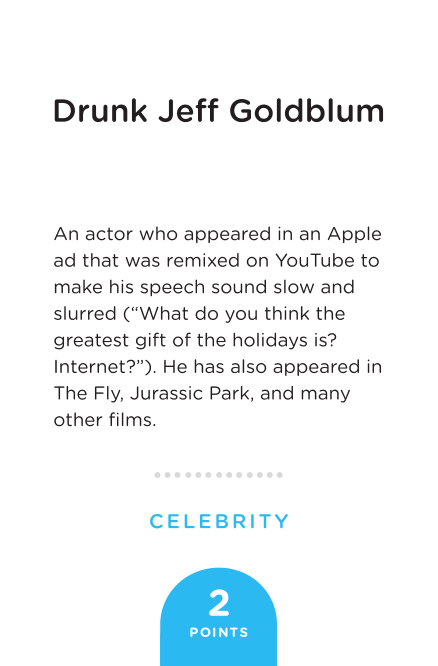 Drunk Jeff Goldblum
An actor who appeared in an Apple
ad that was remixed on YouTube to
make his speech sound slow and
slurred (“What do you think the
greatest gift of the holidays is?
Internet?”). He has also appeared in
The Fly, Jurassic Park, and many
other films.
CELEBRITY
2
POINTS